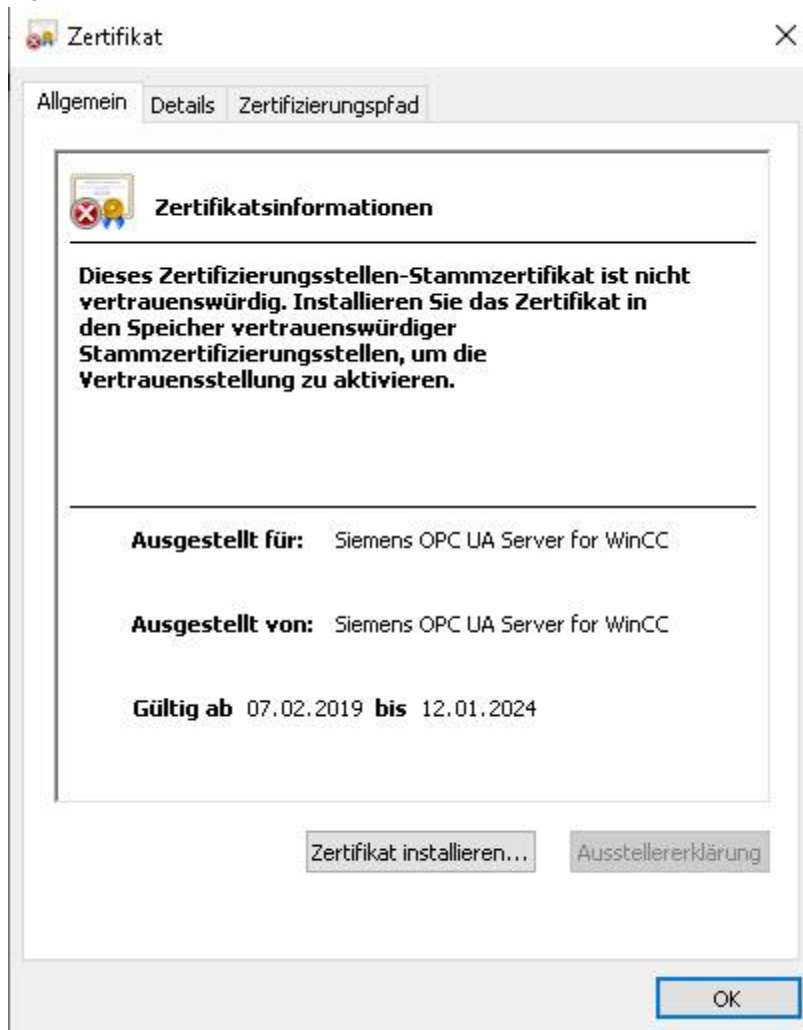 Zertifikat
Allgemein Details Zertifizierungspfad
Zertifikatsinformationen
Dieses Zertifizierungsstellen-Stammzertifikat ist nicht
vertrauenswürdig. Installieren Sie das Zertifikat in
den Speicher vertrauenswürdiger
Stammzertifizierungsstellen, um die
Vertrauensstellung zu aktivieren.
Ausgestellt für: Siemens OPC UA Server for WinCC
Ausgestellt von: Siemens OPC UA Server for WinCC
Gültig ab 07.02.2019 bis 12.01.2024
Zertifikat installieren... Ausstellererklärung
OK